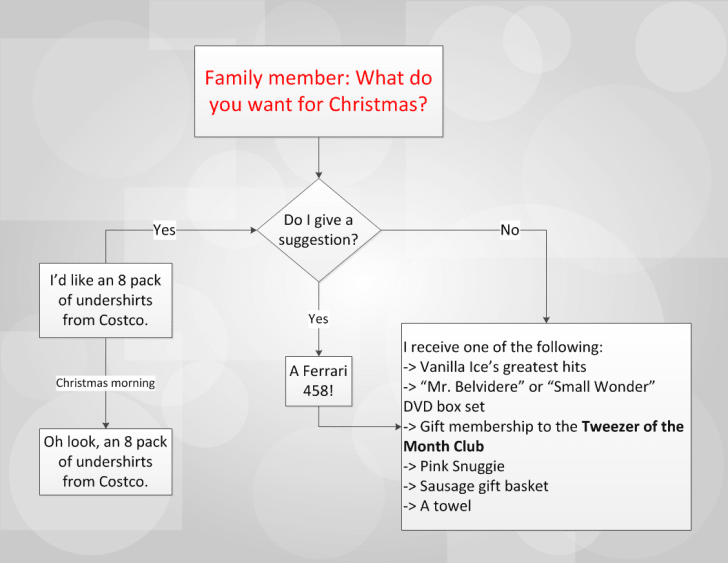 Family member: What do
you want for Christmas?
Do I give a
suggestion?
Yes
No
I’d like an 8 pack
of undershirts
from Costco.
Christmas morning
Oh look, an 8 pack
of undershirts
from Costco.
Yes
A Ferrari
458!
I receive one of the following:
-> Vanilla Ice’s greatest hits
-> “Mr. Belvidere” or “Small Wonder”
DVD box set
-> Gift membership to the Tweezer of the
Month Club
-> Pink Snuggie
-> Sausage gift basket
-> A towel